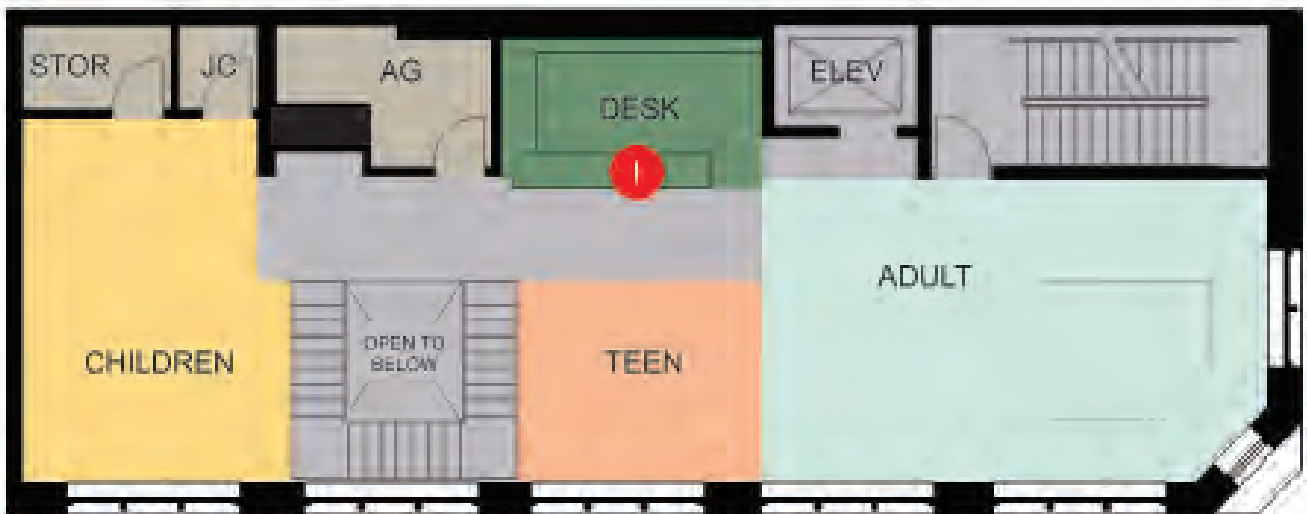 STOR
JC
AG
DESK
ELEV
I
ADULT
CHILDREN
OPEN TO
BELOW
TEEN